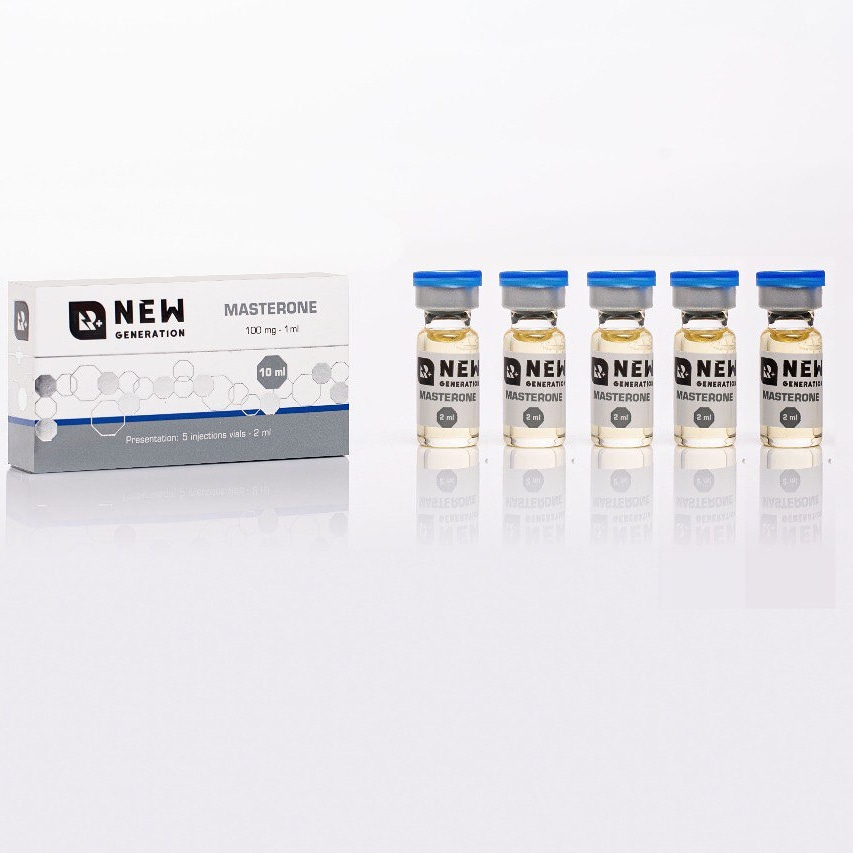 R+ NEW
GENERATION
MASTERONE
100 mg - 1ml
10 ml
Presentation: 5 injections vials - 2 ml
R+
R+ NEW
GENERATION
MASTERONE
2 ml
R+ NEW
GENERATION
MASTERONE
2 ml
R+ NEW
GENERATION
MASTERONE
2 ml
R+ NEW
GENERATION
MASTERONE
2 ml
R+ NEW
GENERATION
MASTERONE
2 ml